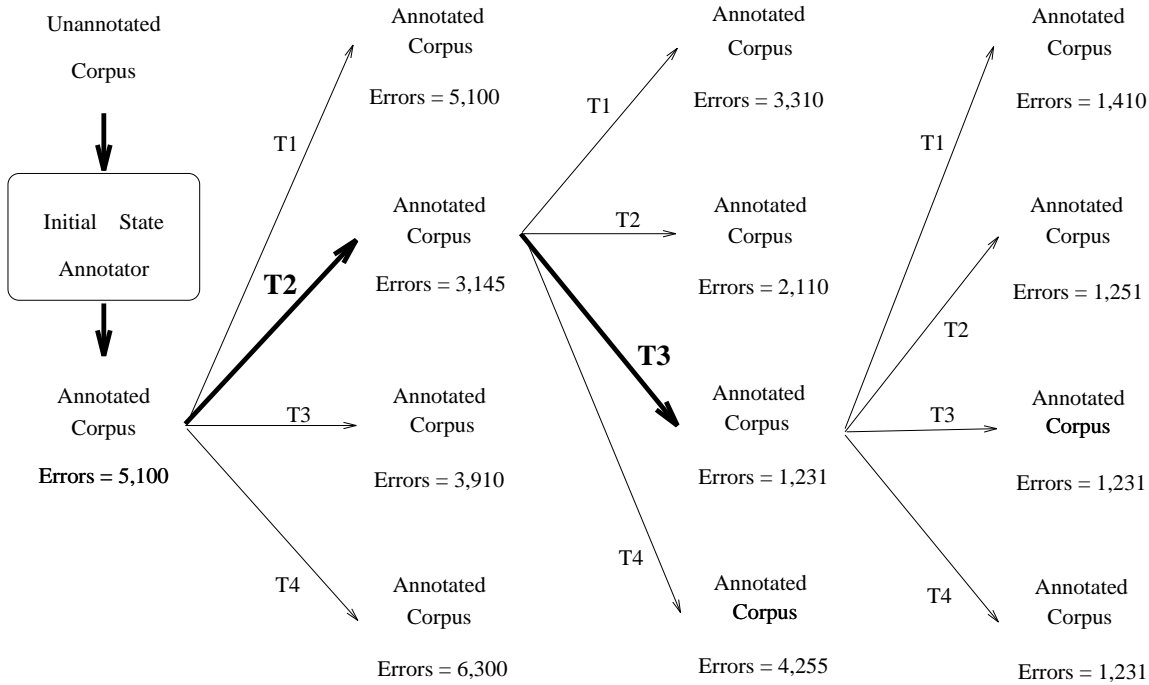 Unannotated
Corpus
Initial State
Annotator
Annotated
Corpus
Errors = 5,100
T1
Annotated
Corpus
Errors = 5,100
T2
Annotated
Corpus
Errors = 3,145
T3
Annotated
Corpus
Errors = 3,910
T4
Annotated
Corpus
Errors = 6,300
T1
Annotated
Corpus
Errors = 3,310
T2
Annotated
Corpus
Errors = 2,110
T3
Annotated
Corpus
Errors = 1,231
T4
Annotated
Corpus
Errors = 4,255
T1
Annotated
Corpus
Errors = 1,410
T2
Annotated
Corpus
Errors = 1,251
T3
Annotated
Corpus
Errors = 1,231
T4
Annotated
Corpus
Errors = 1,231